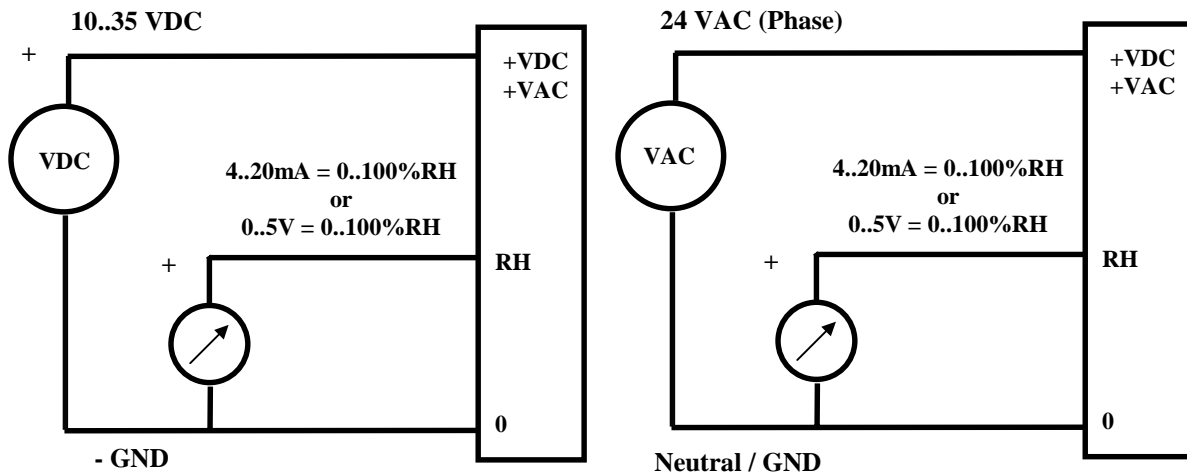 10..35 VDC
+
+VDC
+VAC
VDC
4..20mA = 0..100%RH
or
0..5V = 0..100%RH
+
RH
0
- GND
24 VAC (Phase)
+VDC
+VAC
VAC
4..20mA = 0..100%RH
or
0..5V = 0..100%RH
+
RH
0
Neutral / GND